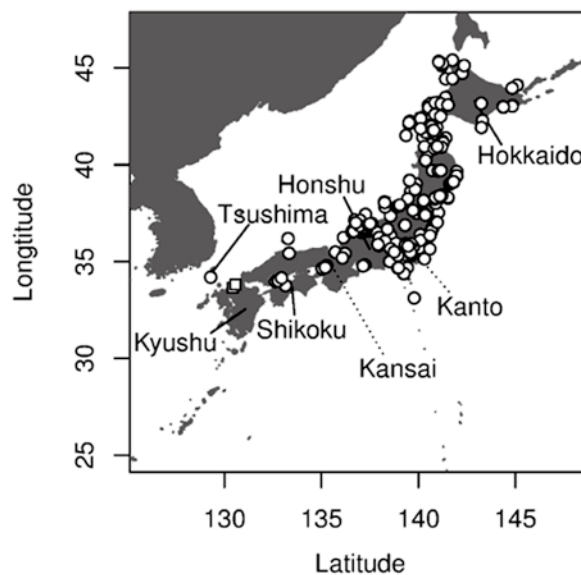 45
Hokkaido
40
Honshu
Tsushima
35
Kanto
Shikoku
Kyushu
Kansai
30
25
130 135 140 145
Latitude
Longtitude